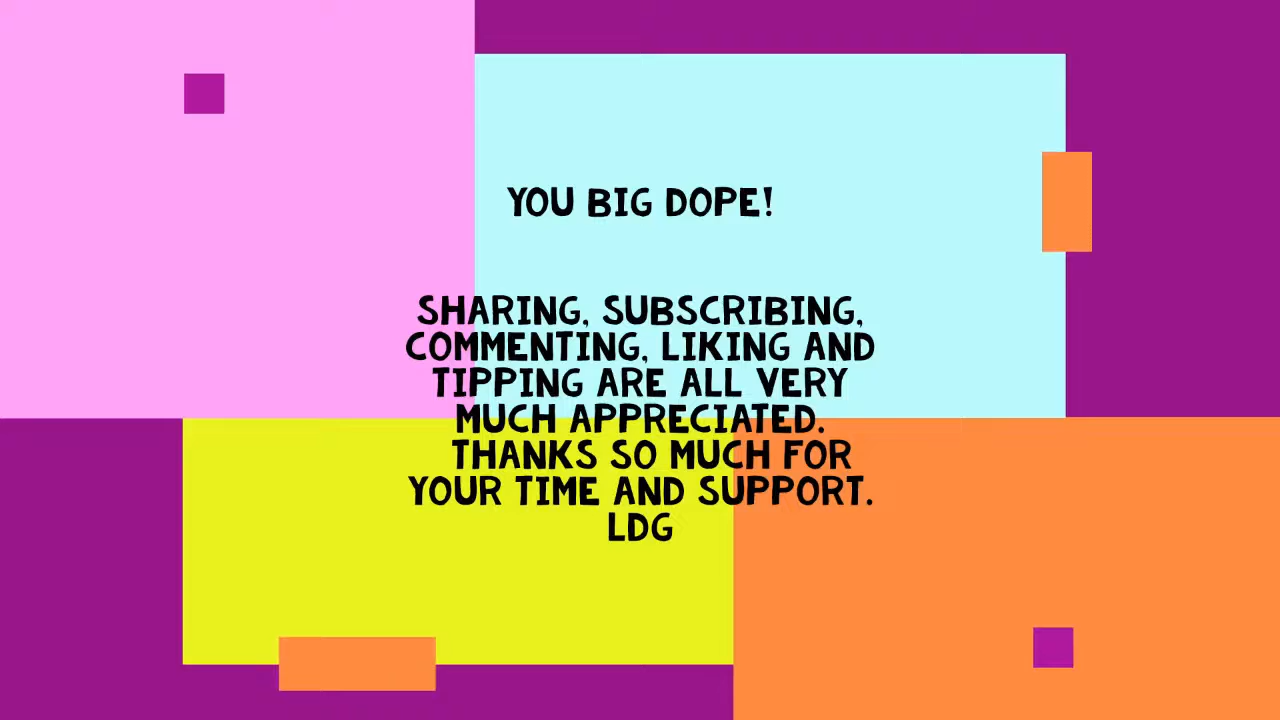 YOU BIG DOPE!
SHARING, SUBSCRIBING,
COMMENTING, LIKING AND
TIPPING ARE ALL VERY
MUCH APPRECIATED.
THANKS SO MUCH FOR
YOUR TIME AND SUPPORT.
LDG